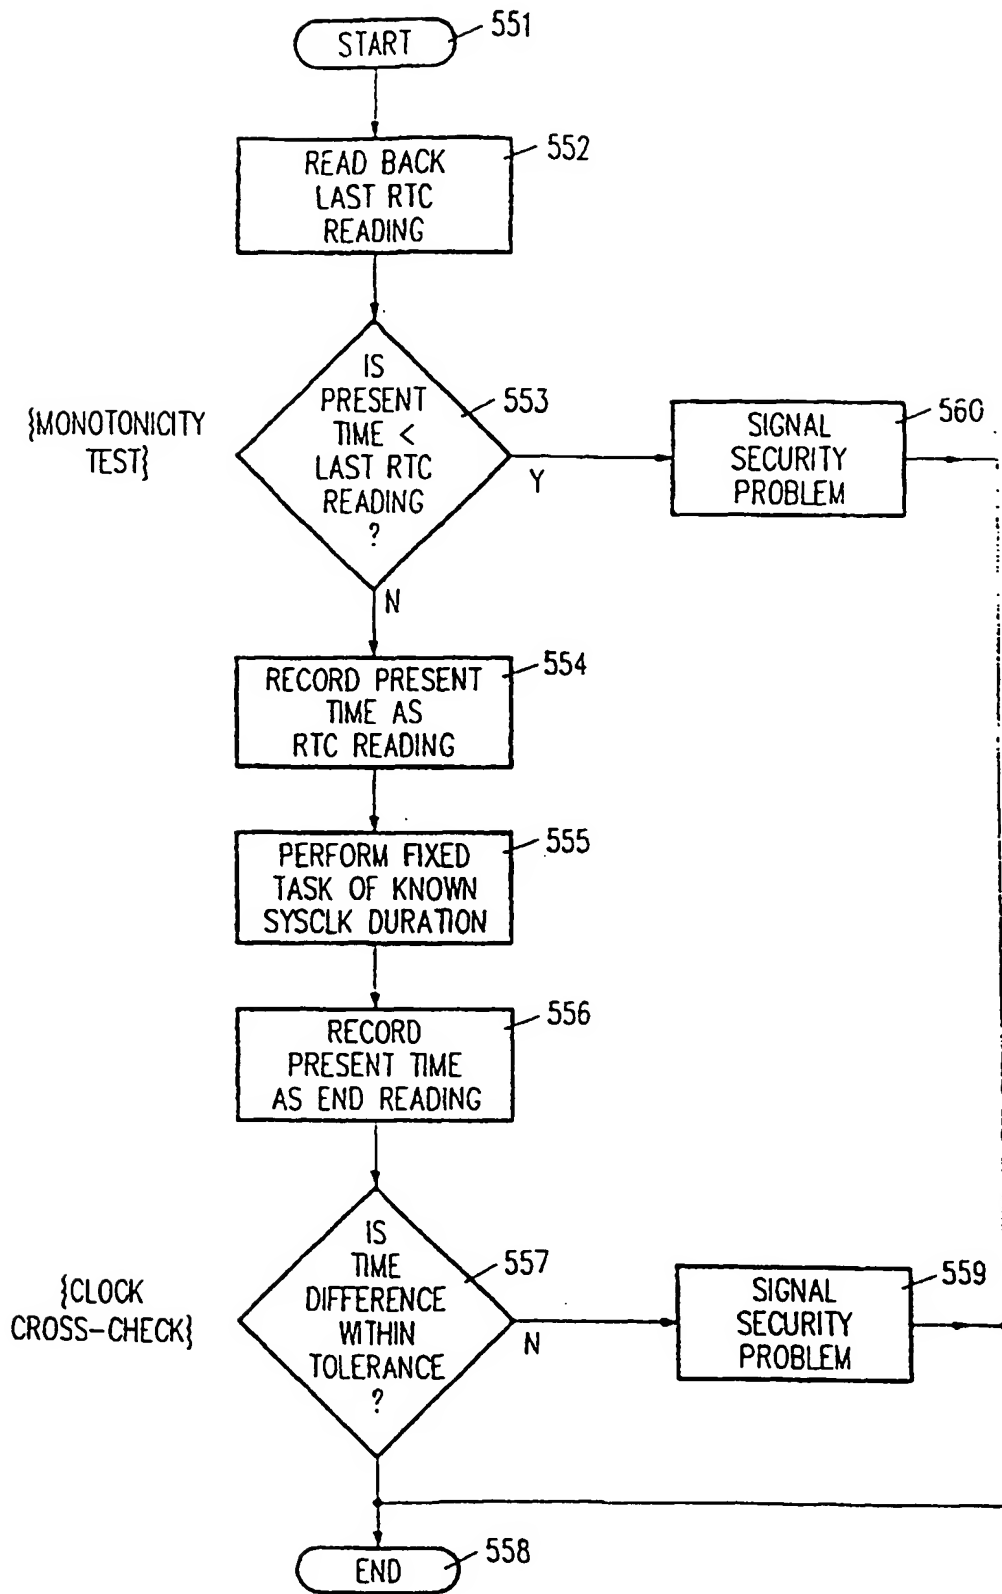 START
551
READ BACK
LAST RTC
READING
552
IS
PRESENT
TIME <
LAST RTC
READING
?
553
{MONOTONICITY
TEST}
Y
SIGNAL
SECURITY
PROBLEM
560
N
RECORD PRESENT
TIME AS
RTC READING
554
PERFORM FIXED
TASK OF KNOWN
SYSCLK DURATION
555
RECORD
PRESENT TIME
AS END READING
556
IS
TIME
DIFFERENCE
WITHIN
TOLERANCE
?
557
{CLOCK
CROSS-CHECK}
N
SIGNAL
SECURITY
PROBLEM
559
END
558